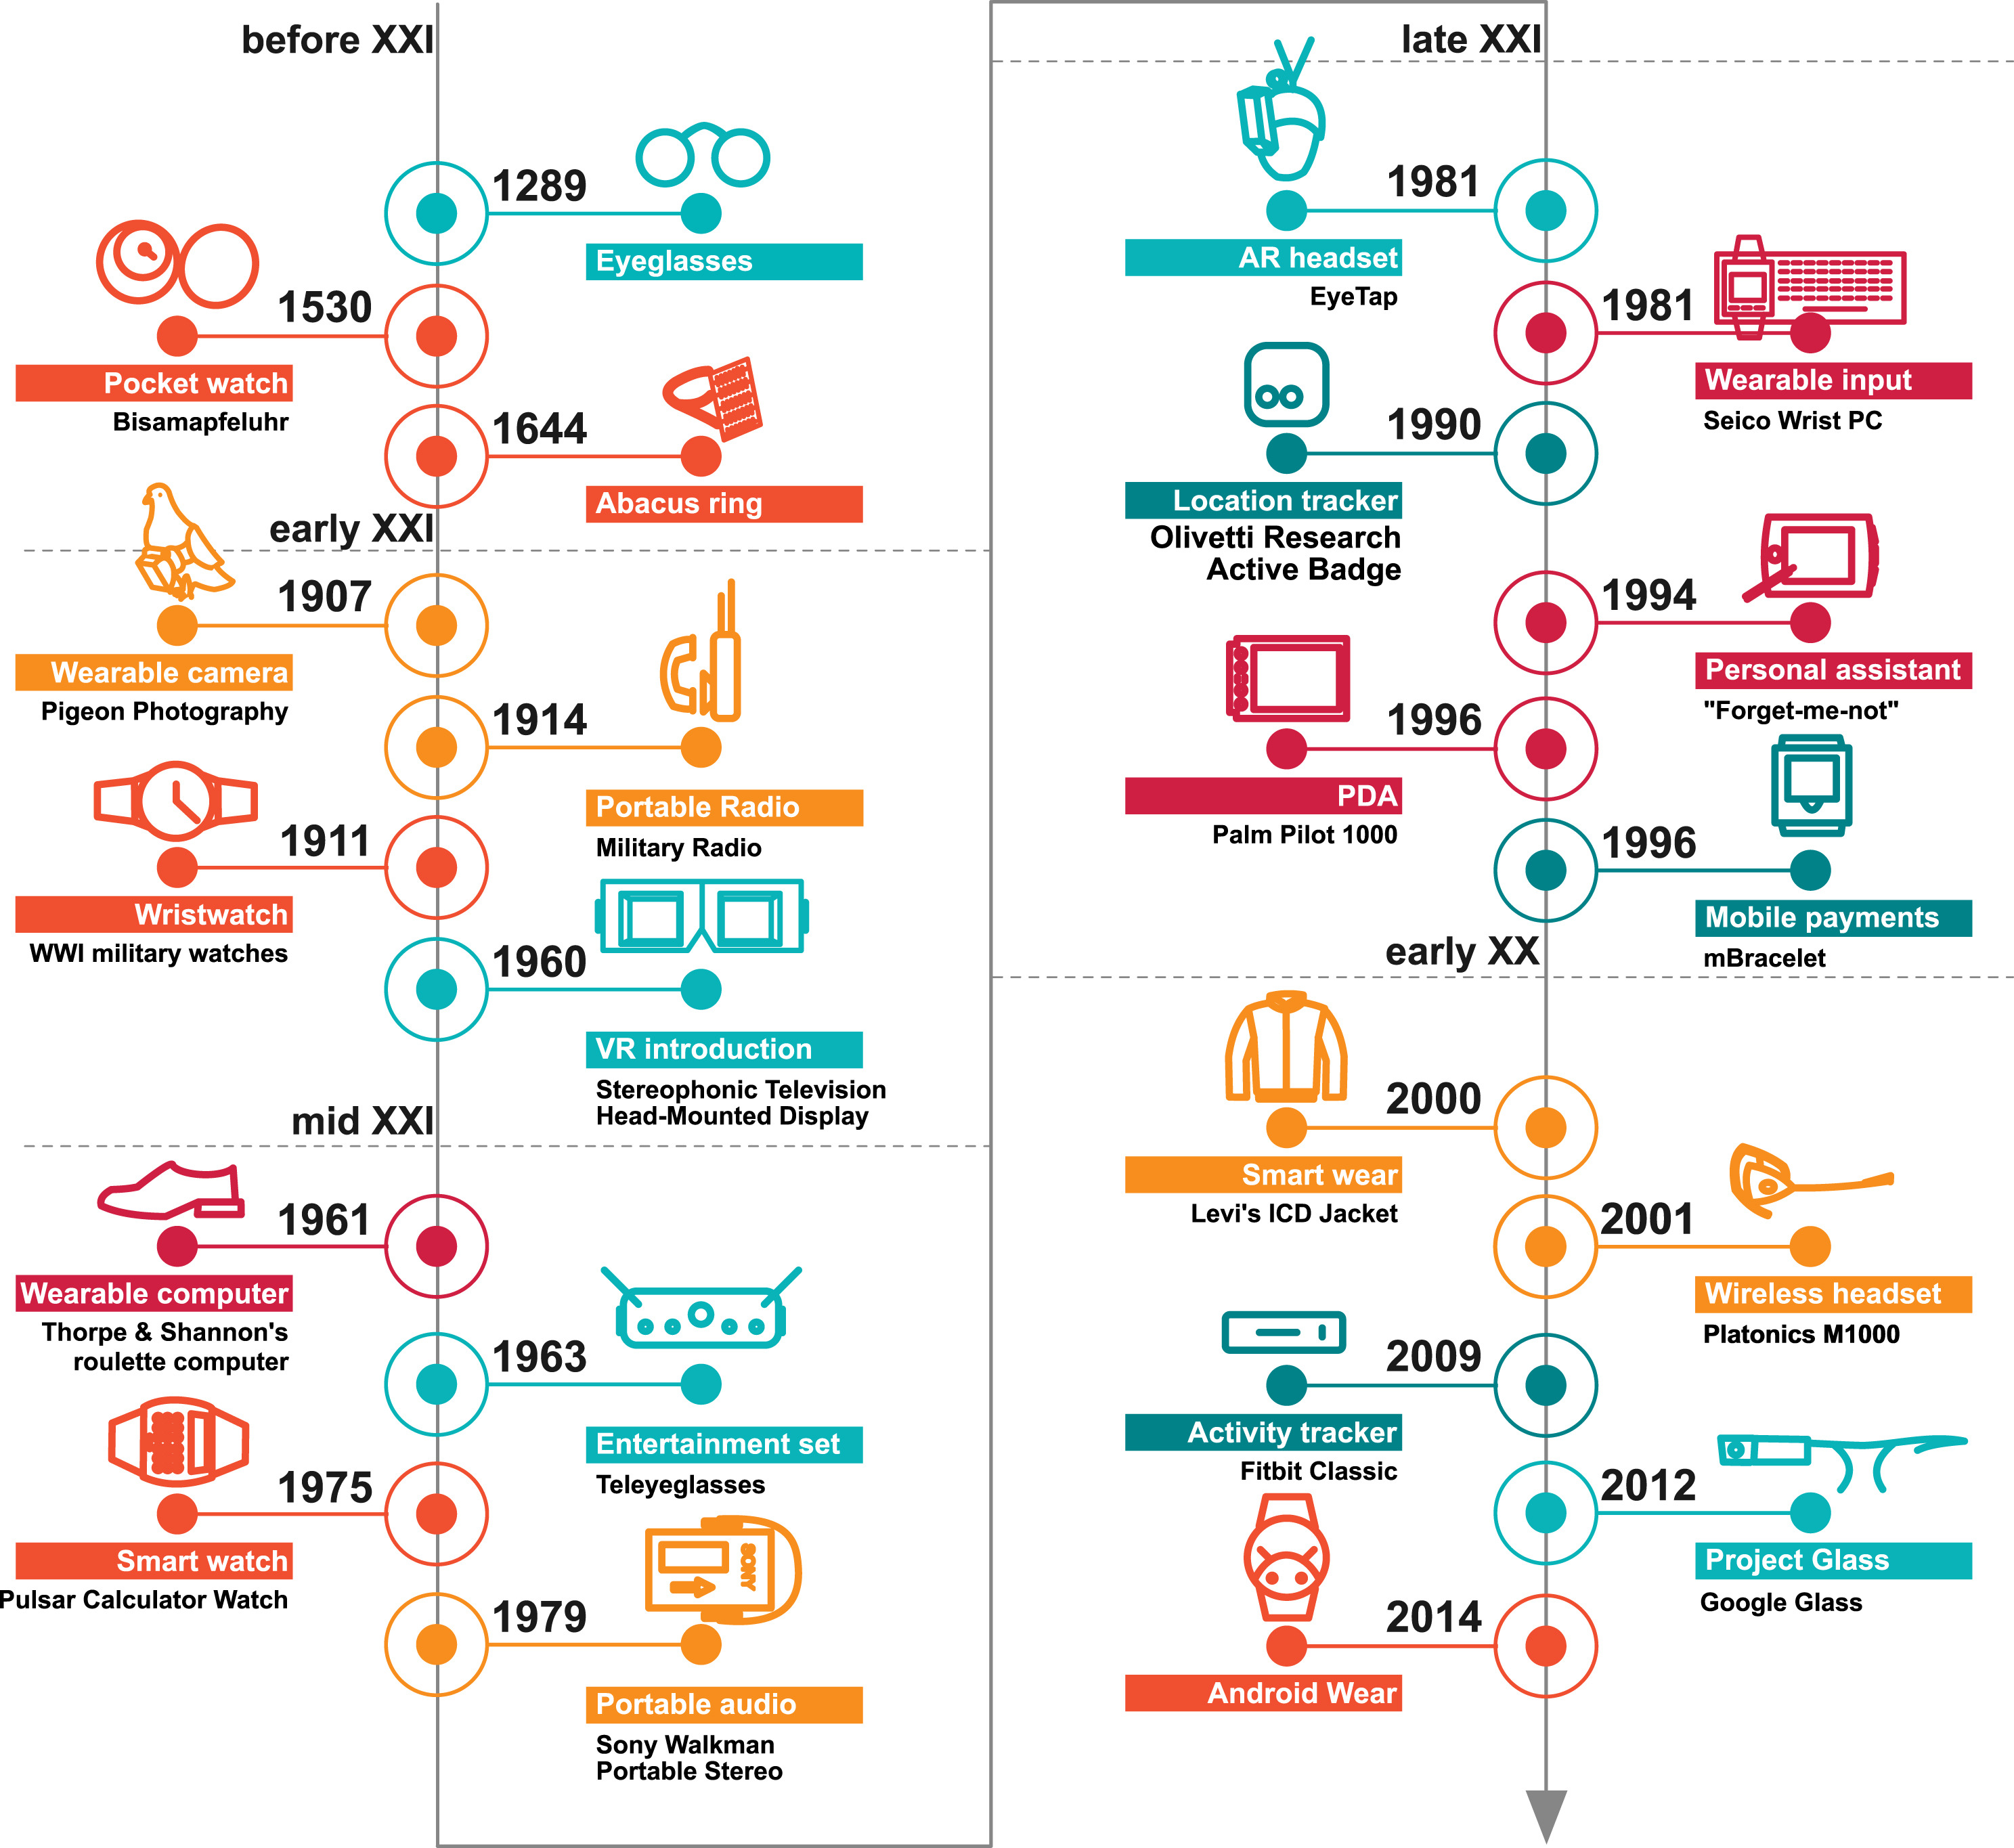 before XXI
1289
Eyeglasses
1530
Pocket watch
Bisamapfeluhr
1644
Abacus ring
early XXI
1907
Wearable camera
Pigeon Photography
1914
Portable Radio
Military Radio
1911
Wristwatch
WWI military watches
1960
VR introduction
Stereophonic Television
Head-Mounted Display
mid XXI
1961
Wearable computer
Thorpe & Shannon's
roulette computer
1963
Entertainment set
Teleyeglasses
1975
Smart watch
Pulsar Calculator Watch
SONY
1979
Portable audio
Sony Walkman
Portable Stereo
late XXI
1981
AR headset
EyeTap
1981
Wearable input
Seico Wrist PC
1990
Location tracker
Olivetti Research
Active Badge
1994
Personal assistant
"Forget-me-not"
1996
PDA
Palm Pilot 1000
1996
Mobile payments
mBracelet
early XX
2000
Smart wear
Levi's ICD Jacket
2001
Wireless headset
Platonics M1000
2009
Activity tracker
Fitbit Classic
2012
Project Glass
Google Glass
2014
Android Wear